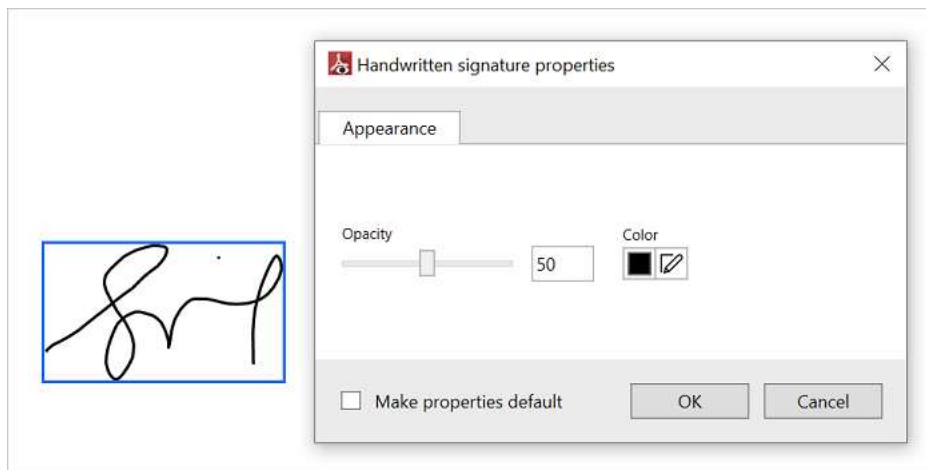 Handwritten signature properties
Appearance
Opacity
50
Color
Make properties default
OK
Cancel